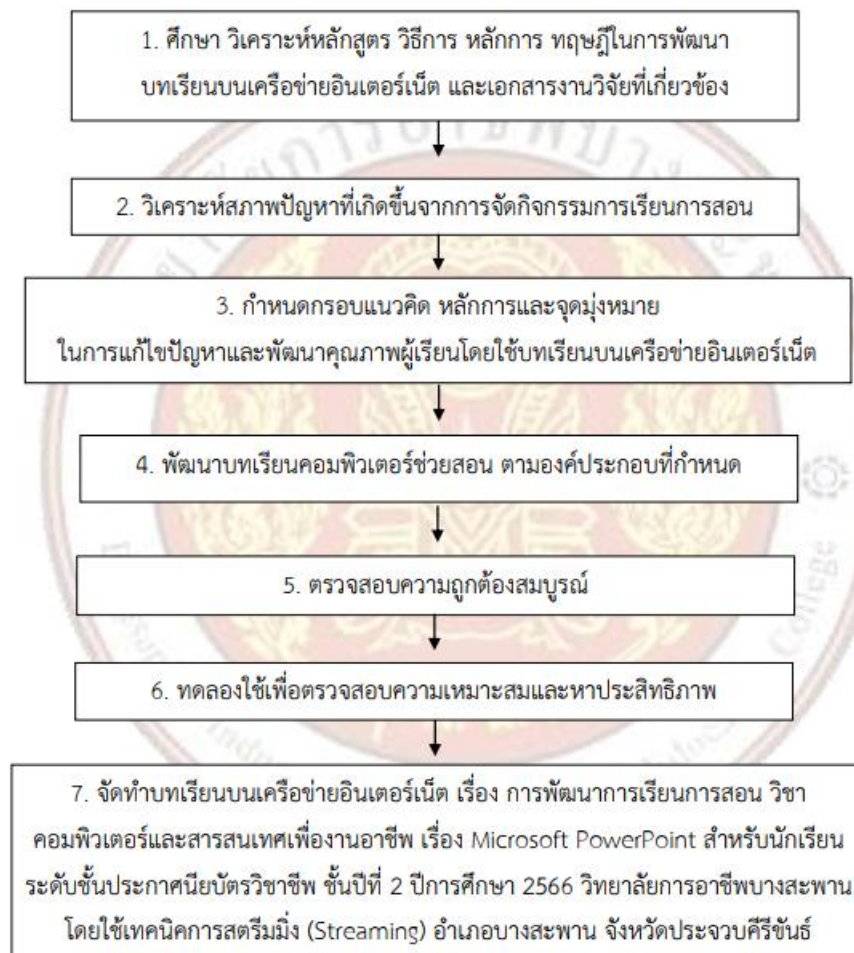 1. ศึกษา วิเคราะห์หลักสูตร วิธีการ หลักการ ทฤษฎีในการพัฒนา
บทเรียนบนเครือข่ายอินเตอร์เน็ต และเอกสารงานวิจัยที่เกี่ยวข้อง
2. วิเคราะห์สภาพปัญหาที่เกิดขึ้นจากการจัดกิจกรรมการเรียนการสอน
3. กำหนดกรอบแนวคิด หลักการและจุดมุ่งหมาย
ในการแก้ไขปัญหาและพัฒนาคุณภาพผู้เรียนโดยใช้บทเรียนบนเครือข่ายอินเตอร์เน็ต
4. พัฒนาบทเรียนคอมพิวเตอร์ช่วยสอน ตามองค์ประกอบที่กำหนด
5. ตรวจสอบความถูกต้องสมบูรณ์
6. ทดลองใช้เพื่อตรวจสอบความเหมาะสมและหาประสิทธิภาพ
7. จัดทำบทเรียนบนเครือข่ายอินเตอร์เน็ต เรื่อง การพัฒนาการเรียนการสอน วิชา
คอมพิวเตอร์และสารสนเทศเพื่องานอาชีพ เรื่อง Microsoft PowerPoint สำหรับนักเรียน
ระดับชั้นประกาศนียบัตรวิชาชีพ ชั้นปีที่ 2 ปีการศึกษา 2566 วิทยาลัยการอาชีพบางสะพาน
โดยใช้เทคนิคการสตรีมมิ่ง (Streaming) อำเภอบางสะพาน จังหวัดประจวบคีรีขันธ์